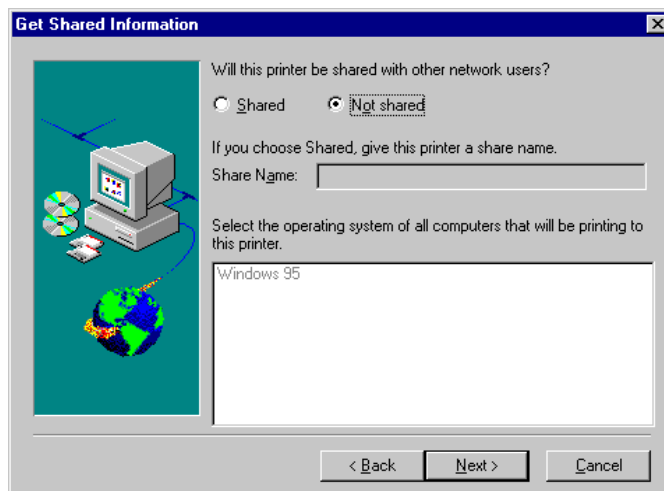 Get Shared Information
Will this printer be shared with other network users?
Shared Not shared
If you choose Shared, give this printer a share name.
Share Name:
Select the operating system of all computers that will be printing to
this printer.
Windows 95
< Back Next > Cancel